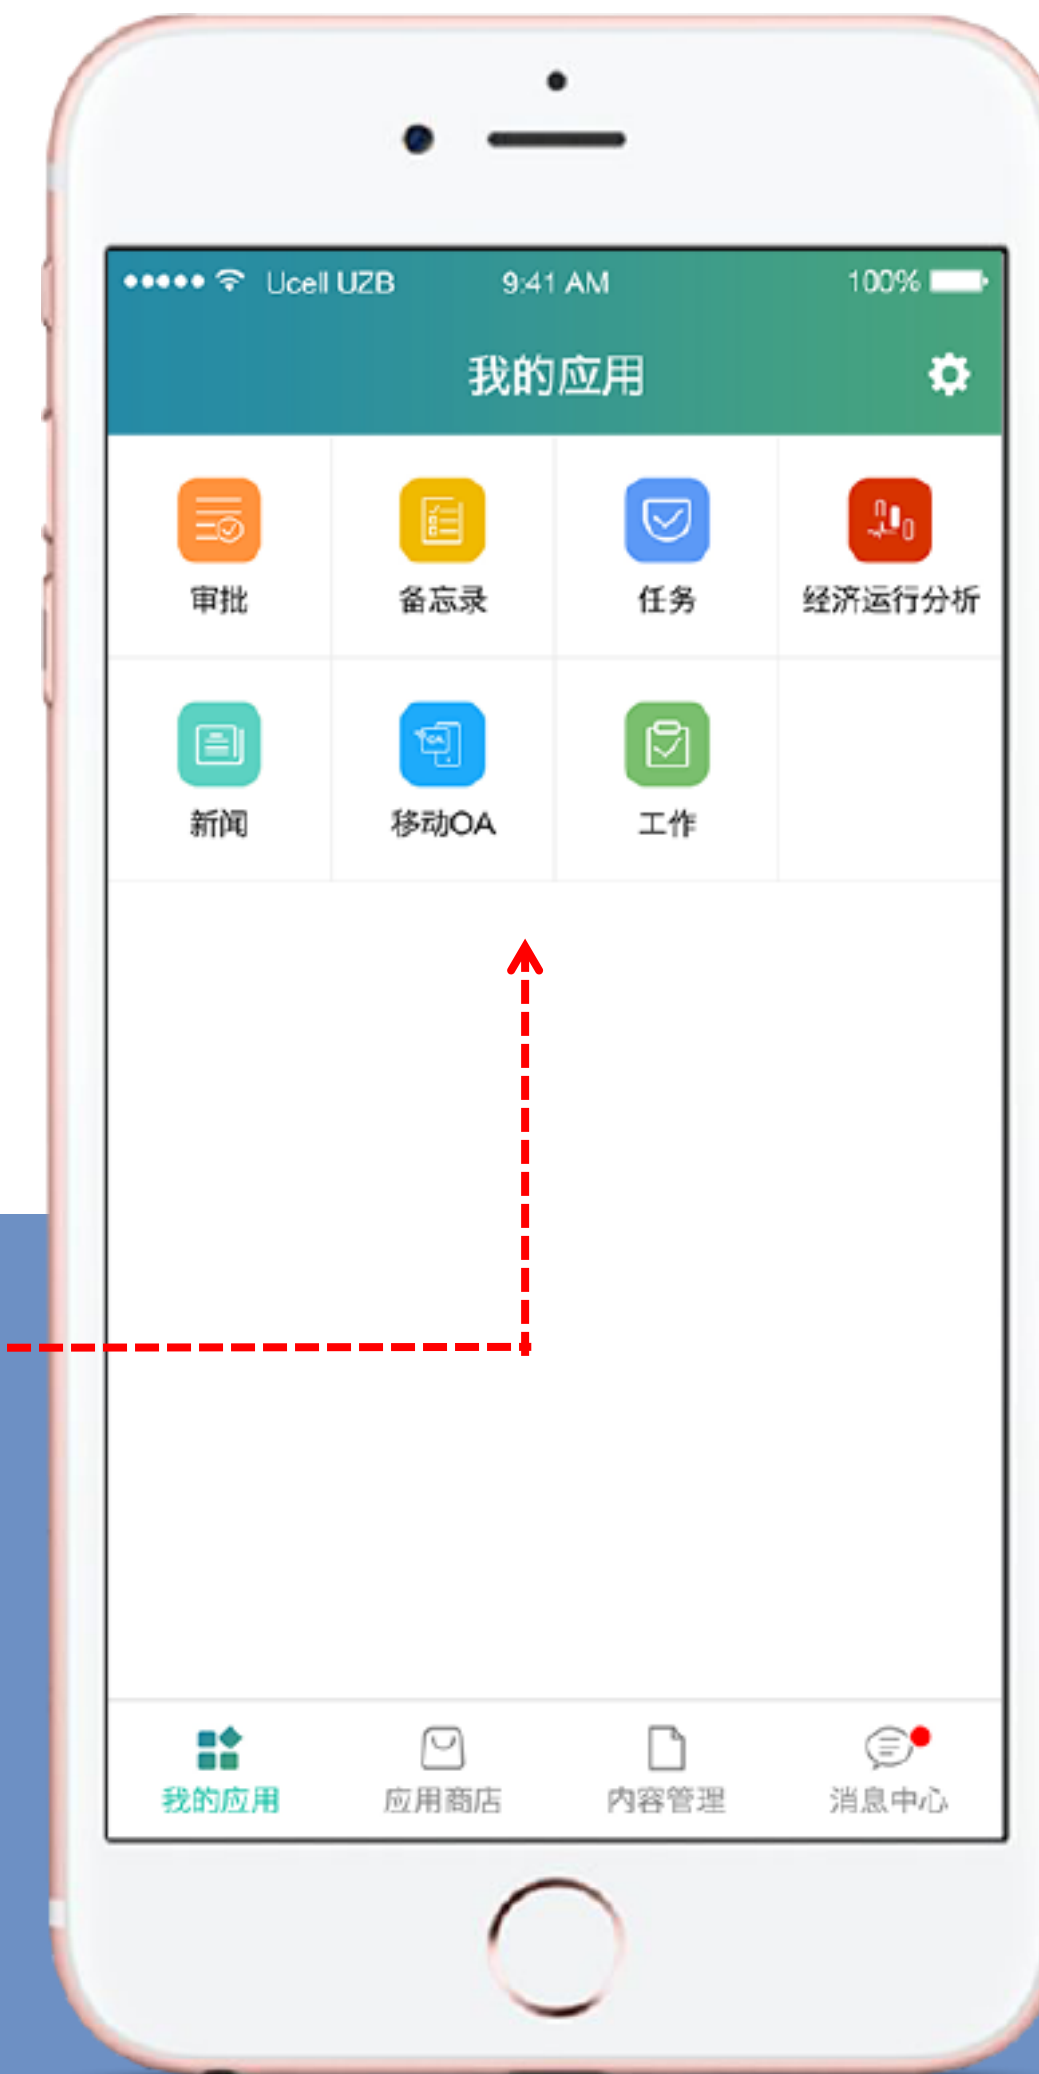 Ucell UZB 9:41 AM 100%
我的应用
审批 备忘录 任务 经济运行分析
新闻 移动OA 工作
我的应用 应用商店 内容管理 消息中心